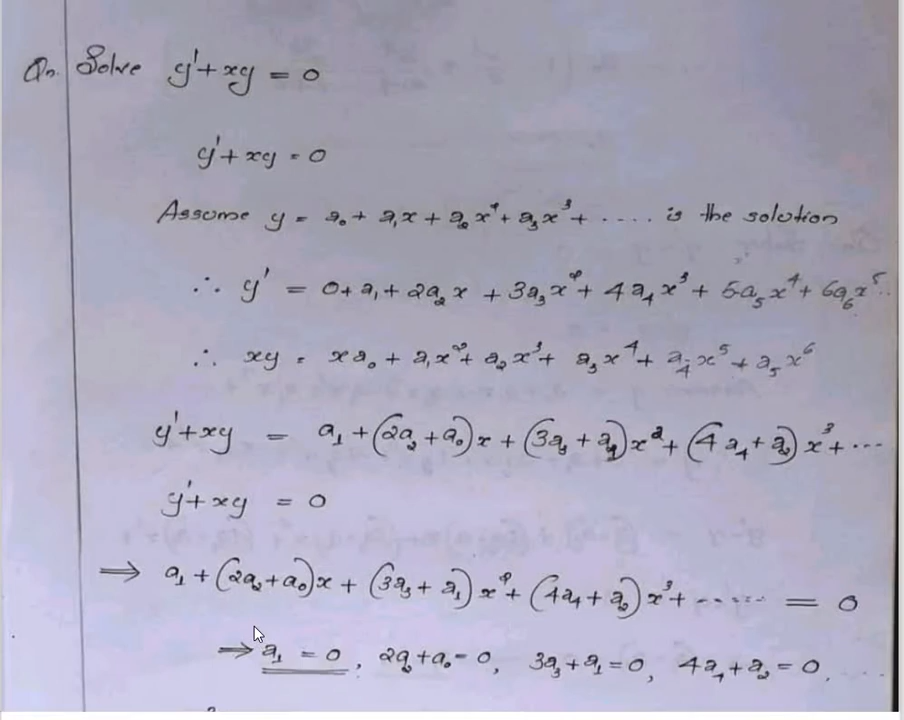 Qn. Solve y' + xy = 0
y' + xy = 0
Assume y = a₀ + a₁x + a₂x² + a₃x³ + .... is the solution
∴ y' = 0 + a₁ + 2a₂x + 3a₃x² + 4a₄x³ + 5a₅x⁴ + 6a₆x⁵..
∴ xy = xa₀ + a₁x² + a₂x³ + a₃x⁴ + a₄x⁵ + a₅x⁶
y' + xy = a₁ + (2a₂ + a₀)x + (3a₃ + a₁)x² + (4a₄ + a₂)x³ + ...
y' + xy = 0
⇒ a₁ + (2a₂ + a₀)x + (3a₃ + a₁)x² + (4a₄ + a₂)x³ + ...... = 0
⇒ a₁ = 0, 2a₂ + a₀ = 0, 3a₃ + a₁ = 0, 4a₄ + a₂ = 0, ..